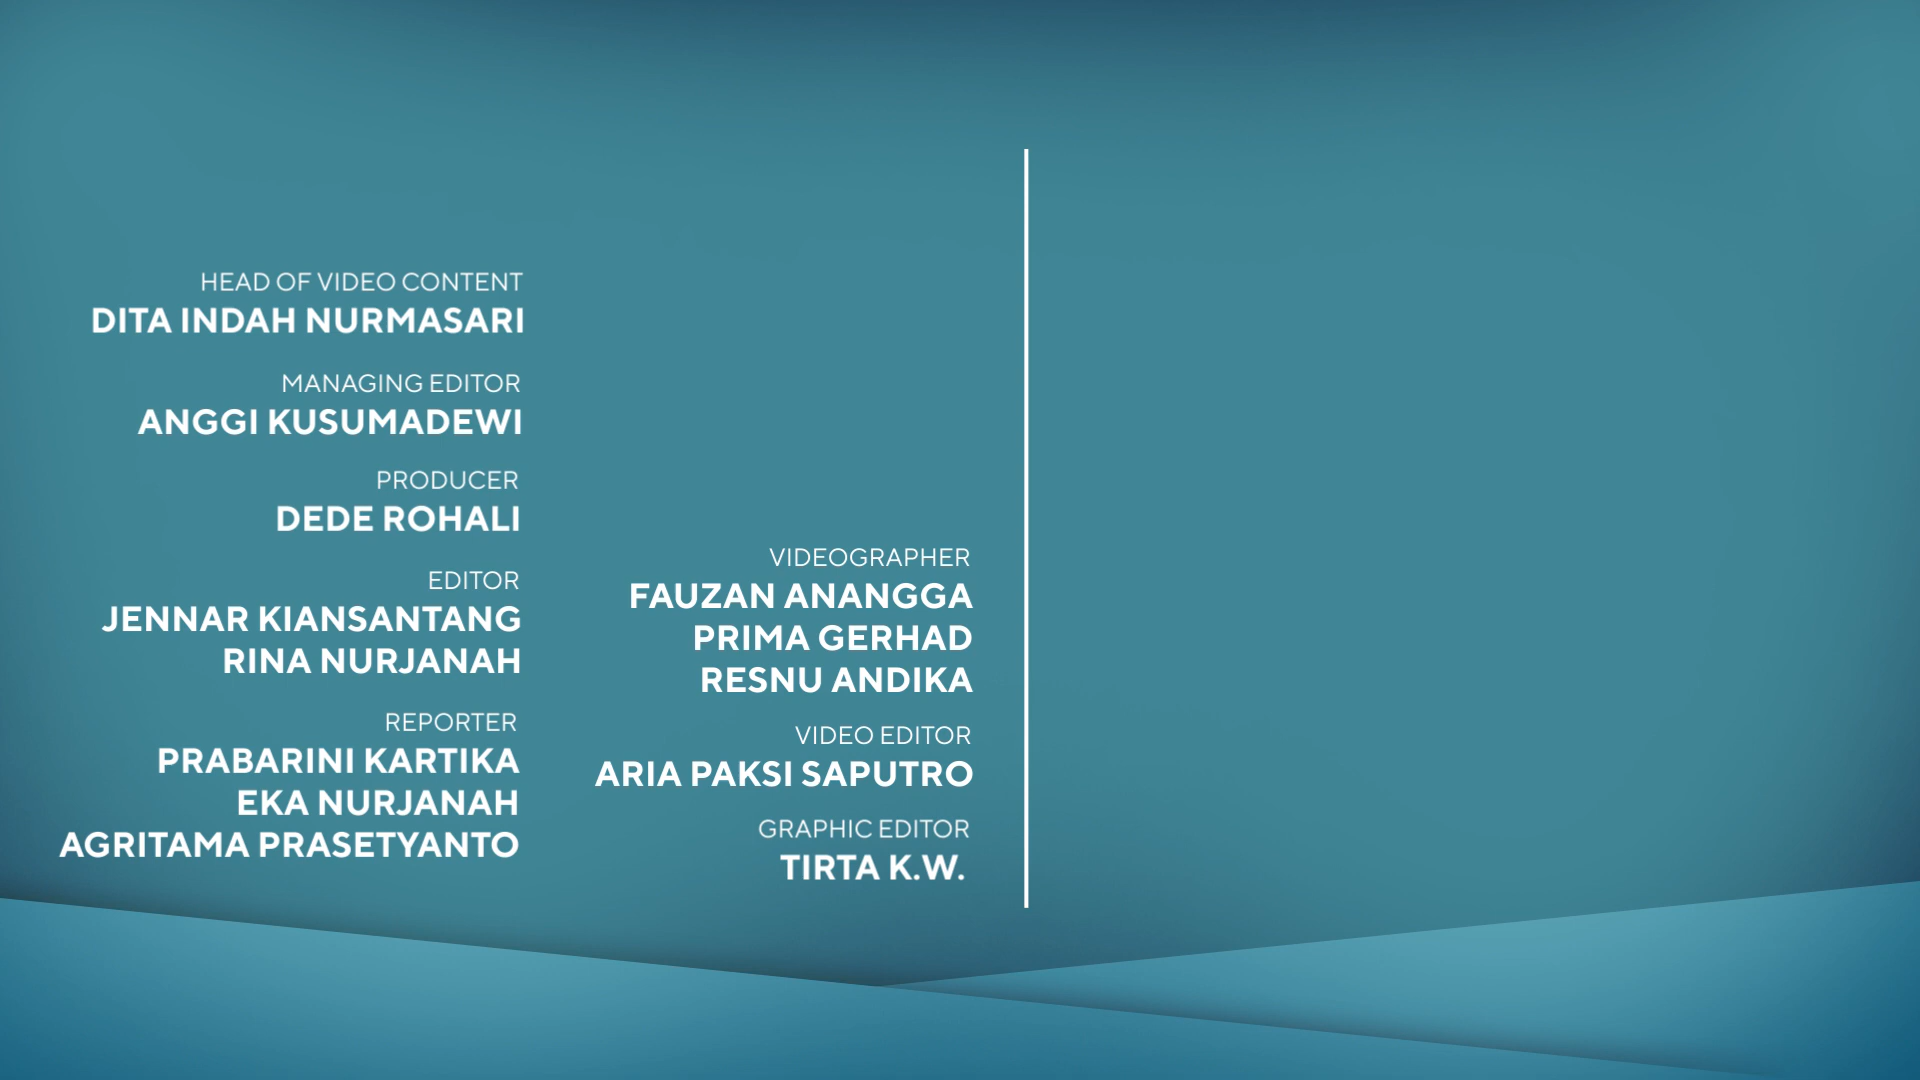 HEAD OF VIDEO CONTENT
DITA INDAH NURMASARI
MANAGING EDITOR
ANGGI KUSUMADEWI
PRODUCER
DEDE ROHALI
EDITOR
JENNAR KIANSANTANG
RINA NURJANAH
REPORTER
PRABARINI KARTIKA
EKA NURJANAH
AGRITAMA PRASETYANTO
VIDEOGRAPHER
FAUZAN ANANGGA
PRIMA GERHAD
RESNU ANDIKA
VIDEO EDITOR
ARIA PAKSI SAPUTRO
GRAPHIC EDITOR
TIRTA K.W.